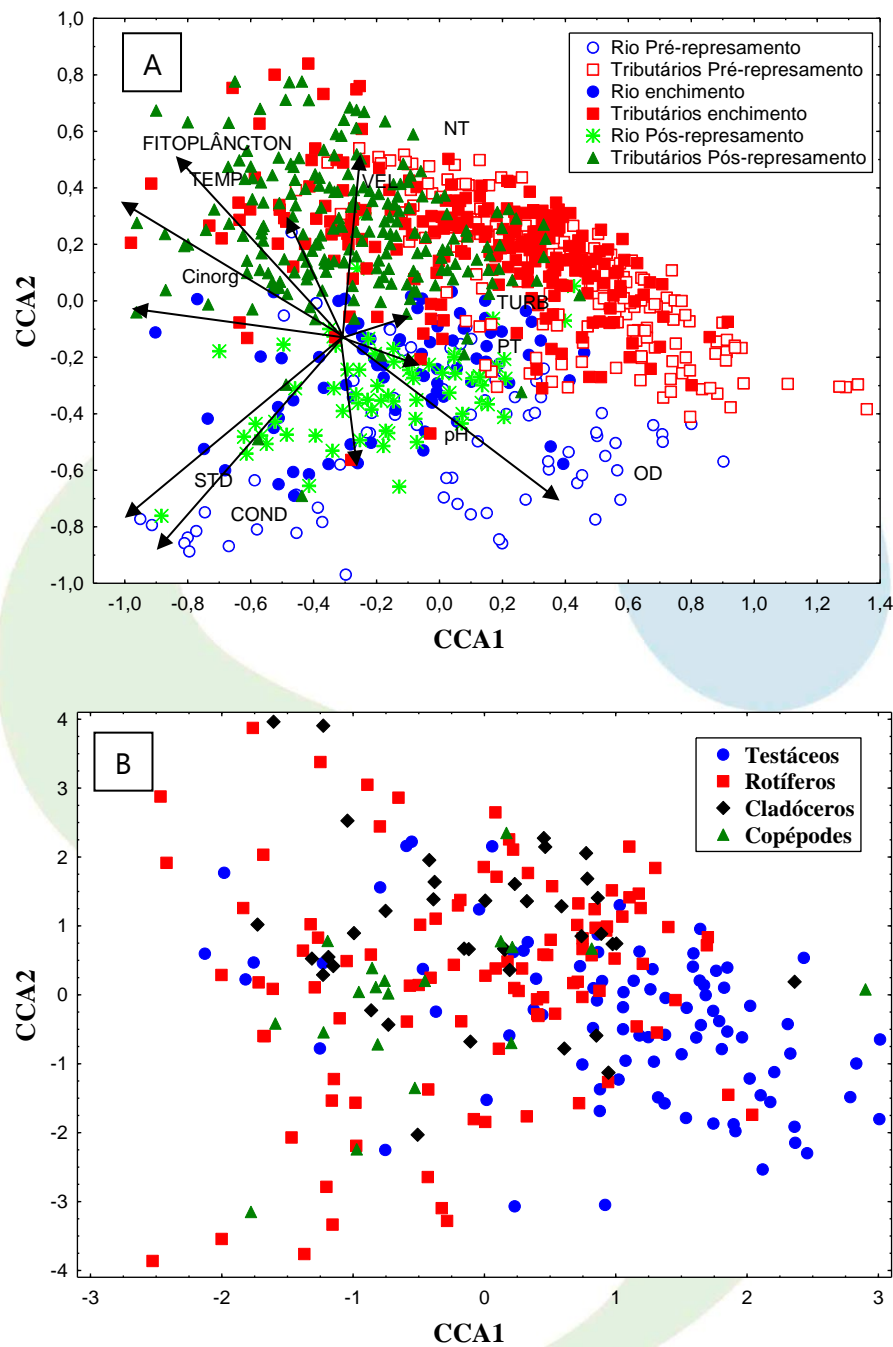 A
Rio Pré-represamento
Tributários Pré-represamento
Rio enchimento
Tributários enchimento
Rio Pós-represamento
Tributários Pós-represamento
NT
FITOPLÂNCTON
TEMP
VEL
Cinorg
TURB
PT
pH
OD
STD
COND
1,0
0,8
0,6
0,4
0,2
0,0
-0,2
-0,4
-0,6
-0,8
-1,0
CCA2
-1,0 -0,8 -0,6 -0,4 -0,2 0,0 0,2 0,4 0,6 0,8 1,0 1,2 1,4
CCA1
B
Testáceos
Rotíferos
Cladóceros
Copépodes
4
3
2
1
0
-1
-2
-3
-4
CCA2
-3 -2 -1 0 1 2 3
CCA1